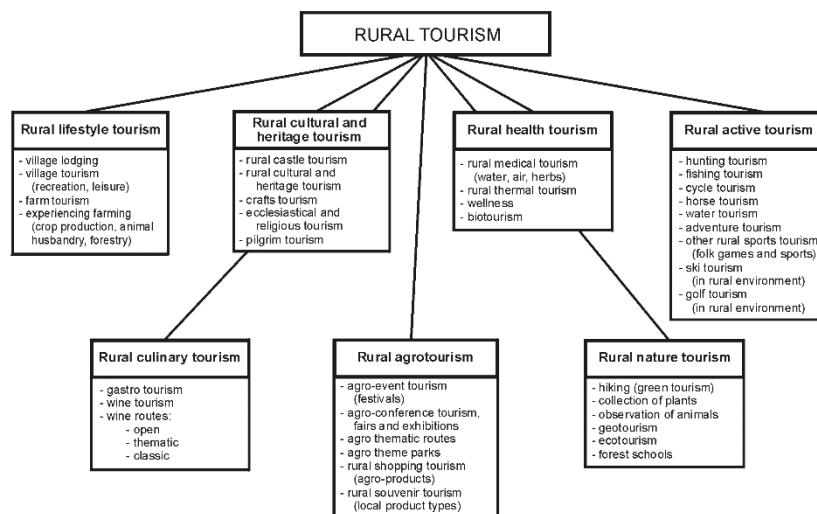 RURAL TOURISM
Rural lifestyle tourism
- village lodging
- village tourism
(recreation, leisure)
- farm tourism
- experiencing farming
(crop production, animal
husbandry, forestry)
Rural cultural and
heritage tourism
- rural castle tourism
- rural cultural and
heritage tourism
- crafts tourism
- ecclesiastical and
religious tourism
- pilgrim tourism
Rural health tourism
- rural medical tourism
(water, air, herbs)
- rural thermal tourism
- wellness
- biotourism
Rural active tourism
- hunting tourism
- fishing tourism
- cycle tourism
- horse tourism
- water tourism
- adventure tourism
- other rural sports tourism
(folk games and sports)
- ski tourism
(in rural environment)
- golf tourism
(in rural environment)
Rural culinary tourism
- gastro tourism
- wine tourism
- wine routes:
- open
- thematic
- classic
Rural agrotourism
- agro-event tourism
(festivals)
- agro-conference tourism,
fairs and exhibitions
- agro thematic routes
- agro theme parks
- rural shopping tourism
(agro-products)
- rural souvenir tourism
(local product types)
Rural nature tourism
- hiking (green tourism)
- collection of plants
- observation of animals
- geotourism
- ecotourism
- forest schools